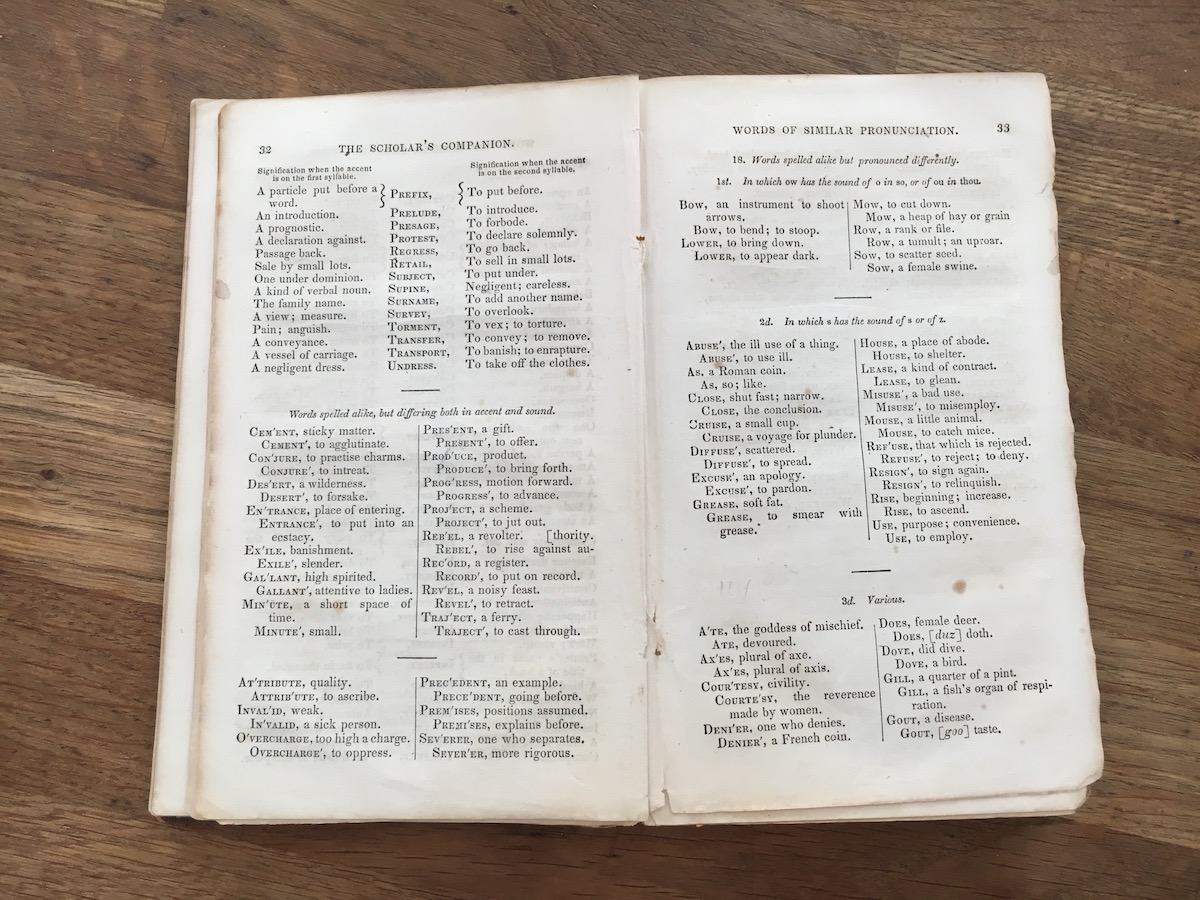 32 THE SCHOLAR'S COMPANION.
Signification when the accent
is on the first syllable.
Signification when the accent
is on the second syllable.
A particle put before a } PREFIX, { To put before.
word.
An introduction. PRELUDE, To introduce.
A prognostic. PRESAGE, To forbode.
A declaration against. PROTEST, To declare solemnly.
Passage back. REGRESS, To go back.
Sale by small lots. RETAIL, To sell in small lots.
One under dominion. SUBJECT, To put under.
A kind of verbal noun. SUPINE, Negligent; careless.
The family name. SURNAME, To add another name.
A view; measure. SURVEY, To overlook.
Pain; anguish. TORMENT, To vex; to torture.
A conveyance. TRANSFER, To convey; to remove.
A vessel of carriage. TRANSPORT, To banish; to enrapture.
A negligent dress. UNDRESS. To take off the clothes.
Words spelled alike, but differing both in accent and sound.
CEM'ENT, sticky matter.
CEMENT', to agglutinate.
CON'JURE, to practise charms.
CONJURE', to intreat.
DES'ERT, a wilderness.
DESERT', to forsake.
EN'TRANCE, place of entering.
ENTRANCE', to put into an
ecstacy.
EX'ILE, banishment.
EXILE', slender.
GAL'LANT, high spirited.
GALLANT', attentive to ladies.
MIN'UTE, a short space of
time.
MINUTE', small.
PRES'ENT, a gift.
PRESENT', to offer.
PROD'UCE, product.
PRODUCE', to bring forth.
PROG'RESS, motion forward.
PROGRESS', to advance.
PROJ'ECT, a scheme.
PROJECT', to jut out.
REB'EL, a revolter. [thority.
REBEL', to rise against au-
REC'ORD, a register.
RECORD', to put on record.
REV'EL, a noisy feast.
REVEL', to retract.
TRAJ'ECT, a ferry.
TRAJECT', to cast through.
AT'TRIBUTE, quality.
ATTRIB'UTE, to ascribe.
INVAL'ID, weak.
IN'VALID, a sick person.
O'VERCHARGE, too high a charge.
OVERCHARGE', to oppress.
PREC'EDENT, an example.
PRECE'DENT, going before.
PREM'ISES, positions assumed.
PREMI'SES, explains before.
SEV'ERER, one who separates.
SEVER'ER, more rigorous.
WORDS OF SIMILAR PRONUNCIATION. 33
18. Words spelled alike but pronounced differently.
1st. In which ow has the sound of o in so, or of ou in thou.
BOW, an instrument to shoot
arrows.
BOW, to bend; to stoop.
LOWER, to bring down.
LOWER, to appear dark.
MOW, to cut down.
MOW, a heap of hay or grain
ROW, a rank or file.
ROW, a tumult; an uproar.
SOW, to scatter seed.
SOW, a female swine.
2d. In which s has the sound of s or of z.
ABUSE', the ill use of a thing.
ABUSE', to use ill.
AS, a Roman coin.
AS, so; like.
CLOSE, shut fast; narrow.
CLOSE, the conclusion.
CRUISE, a small cup.
CRUISE, a voyage for plunder.
DIFFUSE', scattered.
DIFFUSE', to spread.
EXCUSE', an apology.
EXCUSE', to pardon.
GREASE, soft fat.
GREASE, to smear with
grease.
HOUSE, a place of abode.
HOUSE, to shelter.
LEASE, a kind of contract.
LEASE, to glean.
MISUSE', a bad use.
MISUSE', to misemploy.
MOUSE, a little animal.
MOUSE, to catch mice.
REF'USE, that which is rejected.
REFUSE', to reject; to deny.
RESIGN', to sign again.
RESIGN', to relinquish.
RISE, beginning; increase.
RISE, to ascend.
USE, purpose; convenience.
USE, to employ.
3d. Various.
A'TE, the goddess of mischief.
ATE, devoured.
AX'ES, plural of axe.
AX'ES, plural of axis.
COUR'TESY, civility.
COURTE'SY, the reverence
made by women.
DENI'ER, one who denies.
DENIER', a French coin.
DOES, female deer.
DOES, [duz] doth.
DOVE, did dive.
DOVE, a bird.
GILL, a quarter of a pint.
GILL, a fish's organ of respi-
ration.
GOUT, a disease.
GOUT, [goo] taste.